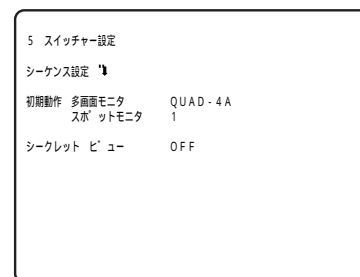 5 スイッチャー設定
シーケンス設定
初期動作 多画面モニタ QUAD-4A
スポットモニタ 1
シークレット ビュー OFF